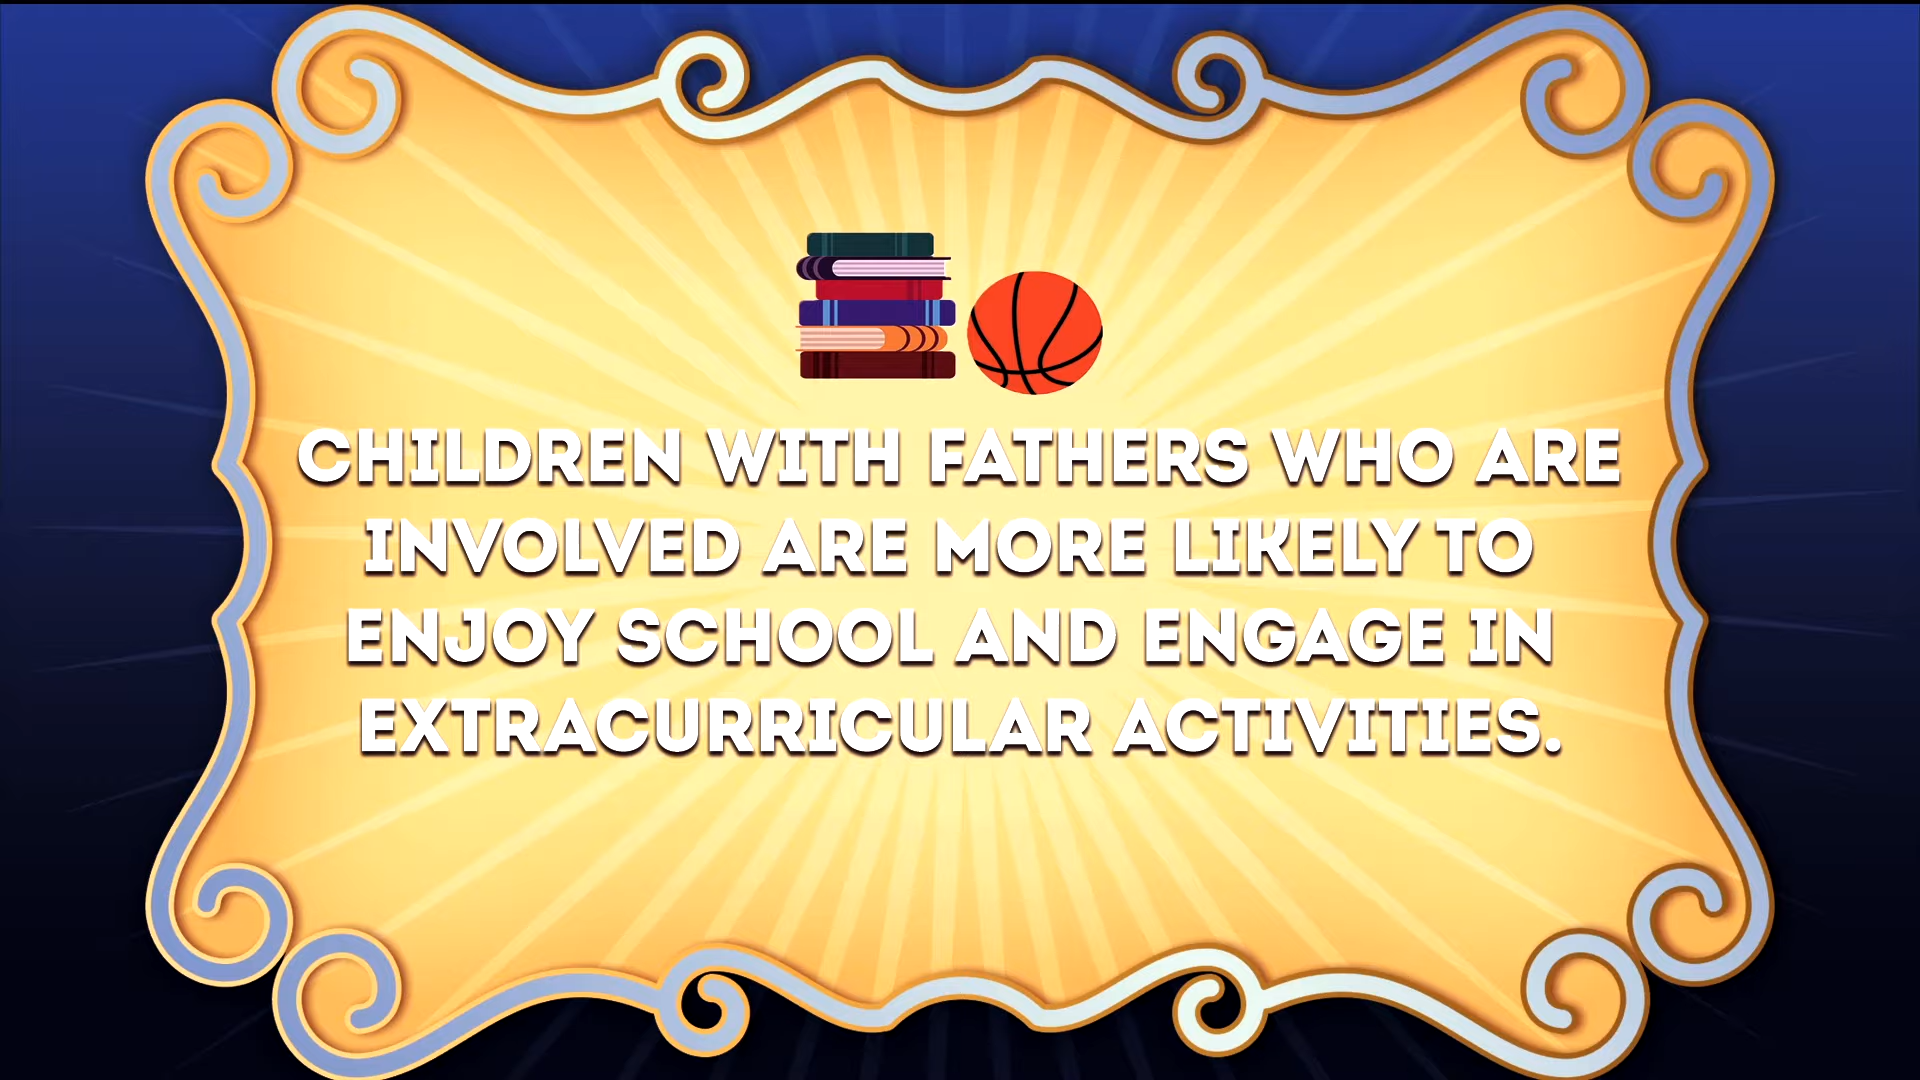 CHILDREN WITH FATHERS WHO ARE
INVOLVED ARE MORE LIKELY TO
ENJOY SCHOOL AND ENGAGE IN
EXTRACURRICULAR ACTIVITIES.